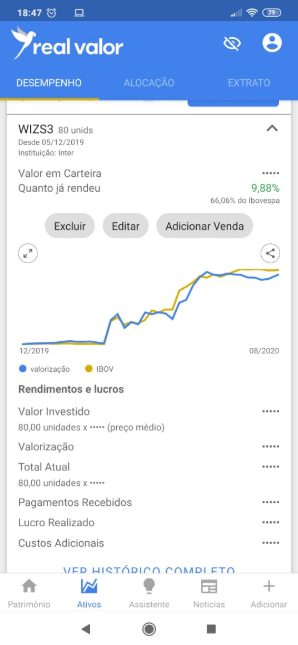 18:47
79
real valor
DESEMPENHO
ALOCAÇÃO
EXTRATO
WIZS3 80 unids
Desde 05/12/2019
Instituição: Inter
Valor em Carteira •••••
Quanto já rendeu 9,88%
66,06% do Ibovespa
Excluir
Editar
Adicionar Venda
12/2019
08/2020
valorização
IBOV
Rendimentos e lucros
Valor Investido •••••
80,00 unidades x ••••• (preço médio)
Valorização •••••
Total Atual •••••
80,00 unidades x •••••
Pagamentos Recebidos •••••
Lucro Realizado •••••
Custos Adicionais •••••
VER HISTÓRICO COMPLETO
Patrimônio
Ativos
Assistente
Noticias
Adicionar